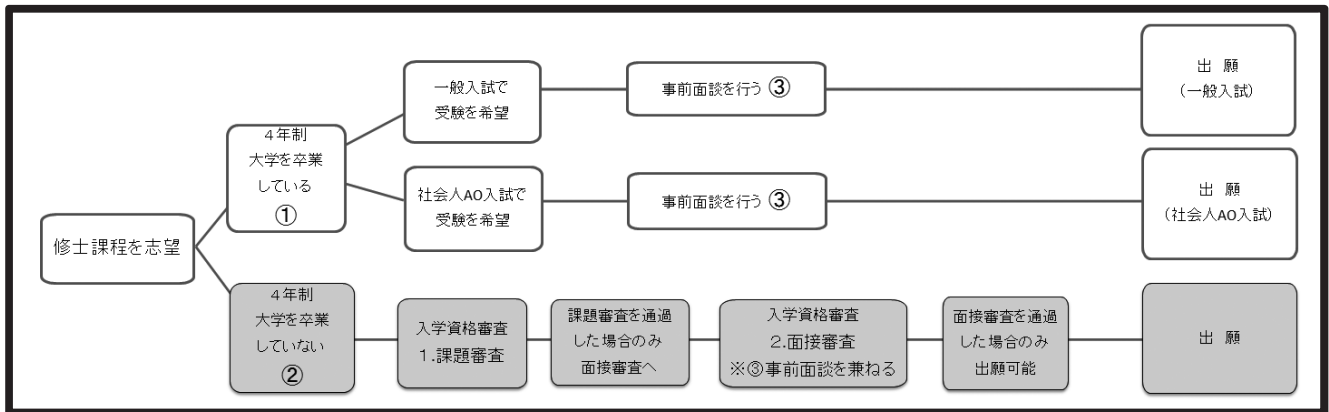 修士課程を志望
4年制
大学を卒業
している
①
一般入試で
受験を希望
事前面談を行う ③
出 願
(一般入試)
社会人AO入試で
受験を希望
事前面談を行う ③
出 願
(社会人AO入試)
4年制
大学を卒業
していない
②
入学資格審査
1.課題審査
課題審査を通過
した場合のみ
面接審査へ
入学資格審査
2.面接審査
※③事前面談を兼ねる
面接審査を通過
した場合のみ
出願可能
出 願